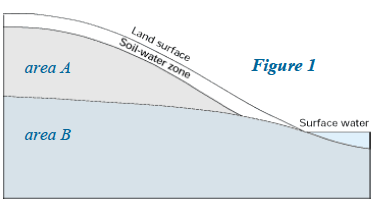 Land surface
Soil-water zone
Figure 1
area A
Surface water
area B